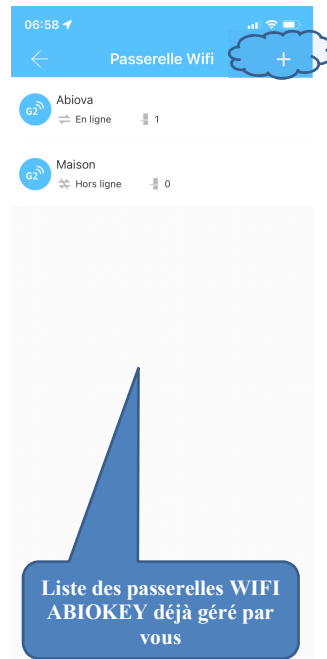 06:58
Passerelle Wifi +
G2 Abiova
En ligne 1
G2 Maison
Hors ligne 0
Liste des passerelles WIFI
ABIOKEY déjà géré par
vous